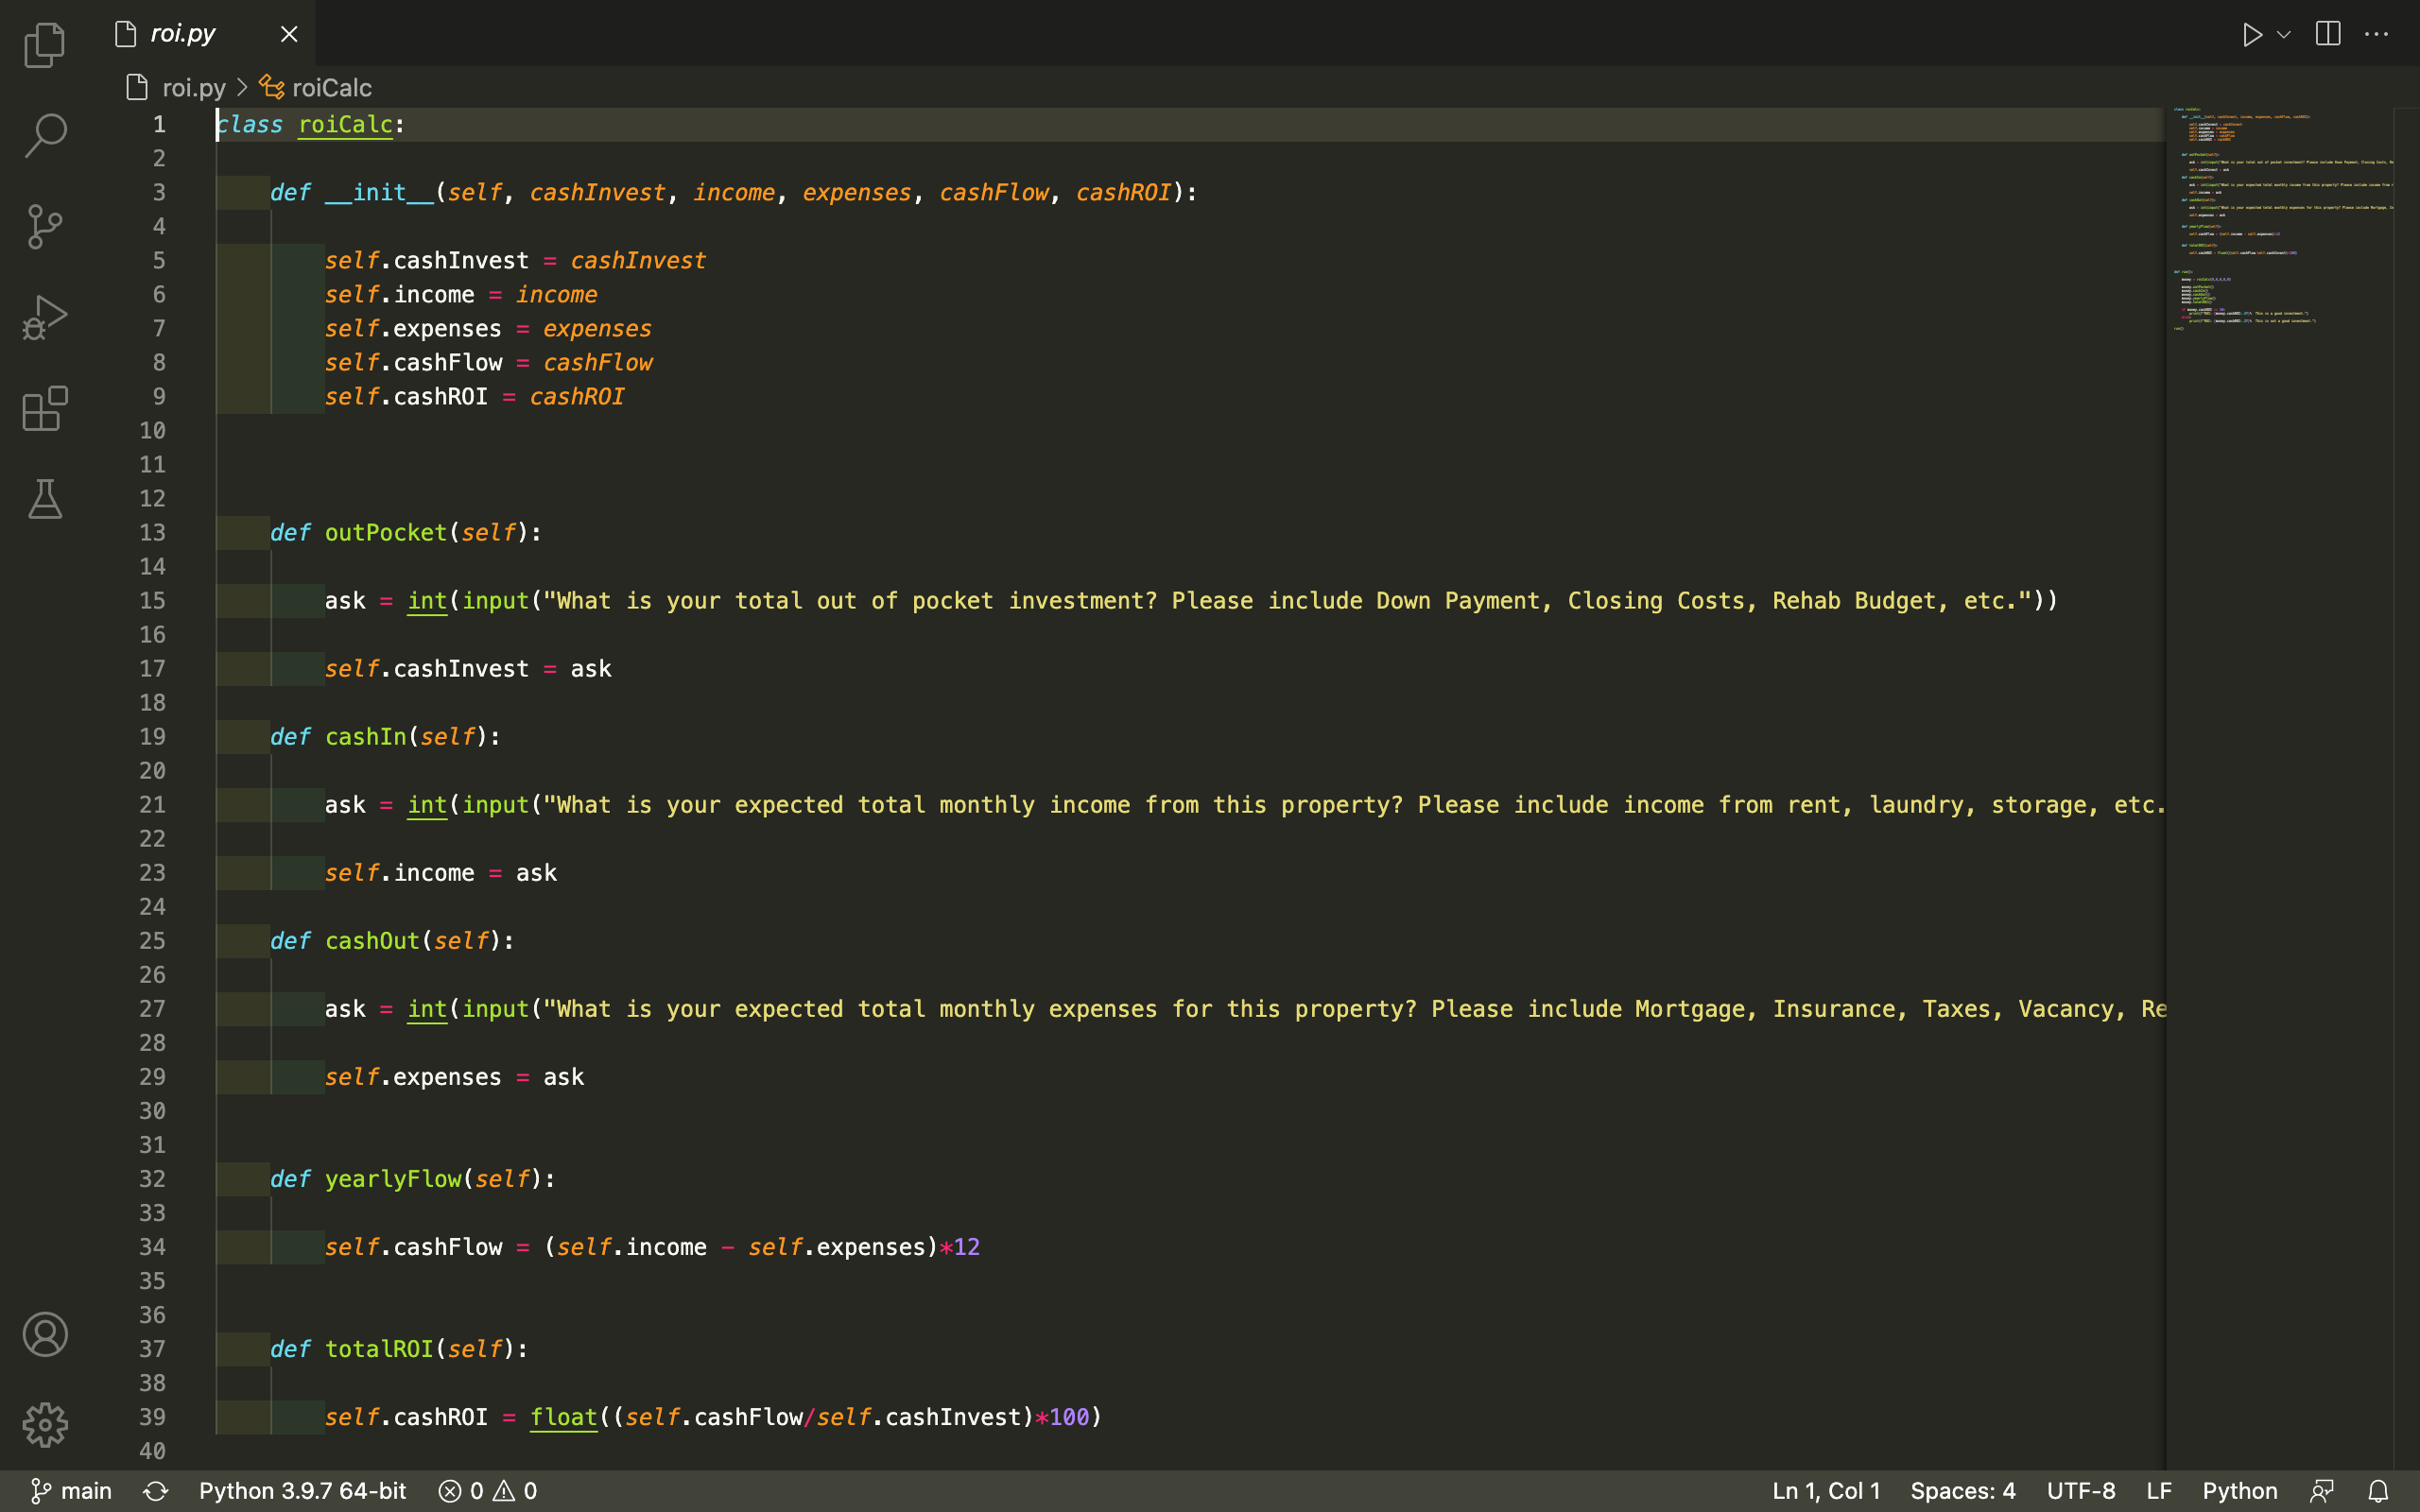 roi.py
roi.py > roiCalc
1 class roiCalc:
2
3 def __init__(self, cashInvest, income, expenses, cashFlow, cashROI):
4
5 self.cashInvest = cashInvest
6 self.income = income
7 self.expenses = expenses
8 self.cashFlow = cashFlow
9 self.cashROI = cashROI
10
11
12
13 def outPocket(self):
14
15 ask = int(input("What is your total out of pocket investment? Please include Down Payment, Closing Costs, Rehab Budget, etc."))
16
17 self.cashInvest = ask
18
19 def cashIn(self):
20
21 ask = int(input("What is your expected total monthly income from this property? Please include income from rent, laundry, storage, etc.
22
23 self.income = ask
24
25 def cashOut(self):
26
27 ask = int(input("What is your expected total monthly expenses for this property? Please include Mortgage, Insurance, Taxes, Vacancy, Re
28
29 self.expenses = ask
30
31
32 def yearlyFlow(self):
33
34 self.cashFlow = (self.income - self.expenses)*12
35
36
37 def totalROI(self):
38
39 self.cashROI = float((self.cashFlow/self.cashInvest)*100)
40
main Python 3.9.7 64-bit 0 0 Ln 1, Col 1 Spaces: 4 UTF-8 LF Python